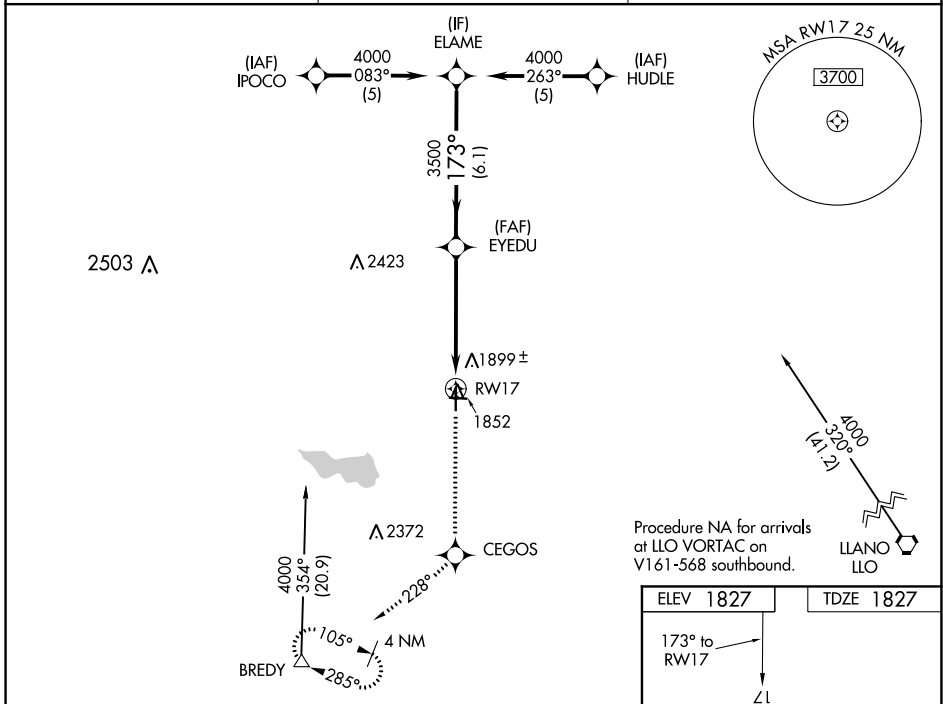 (IF)
ELAME
(IAF)
IPOCO
4000
083°
(5)
4000
263°
(5)
(IAF)
HUDLE
MSA RW17 25 NM
3700
3500
173°
(6.1)
(FAF)
EYEDU
2503
2423
1899±
RW17
1852
4000
320°
(41.2)
2372
CEGOS
Procedure NA for arrivals
at LLO VORTAC on
V161-568 southbound.
LLANO
LLO
4000
354°
(20.9)
228°
105°
4 NM
BREDY
285°
ELEV 1827
TDZE 1827
173° to
RW17
17